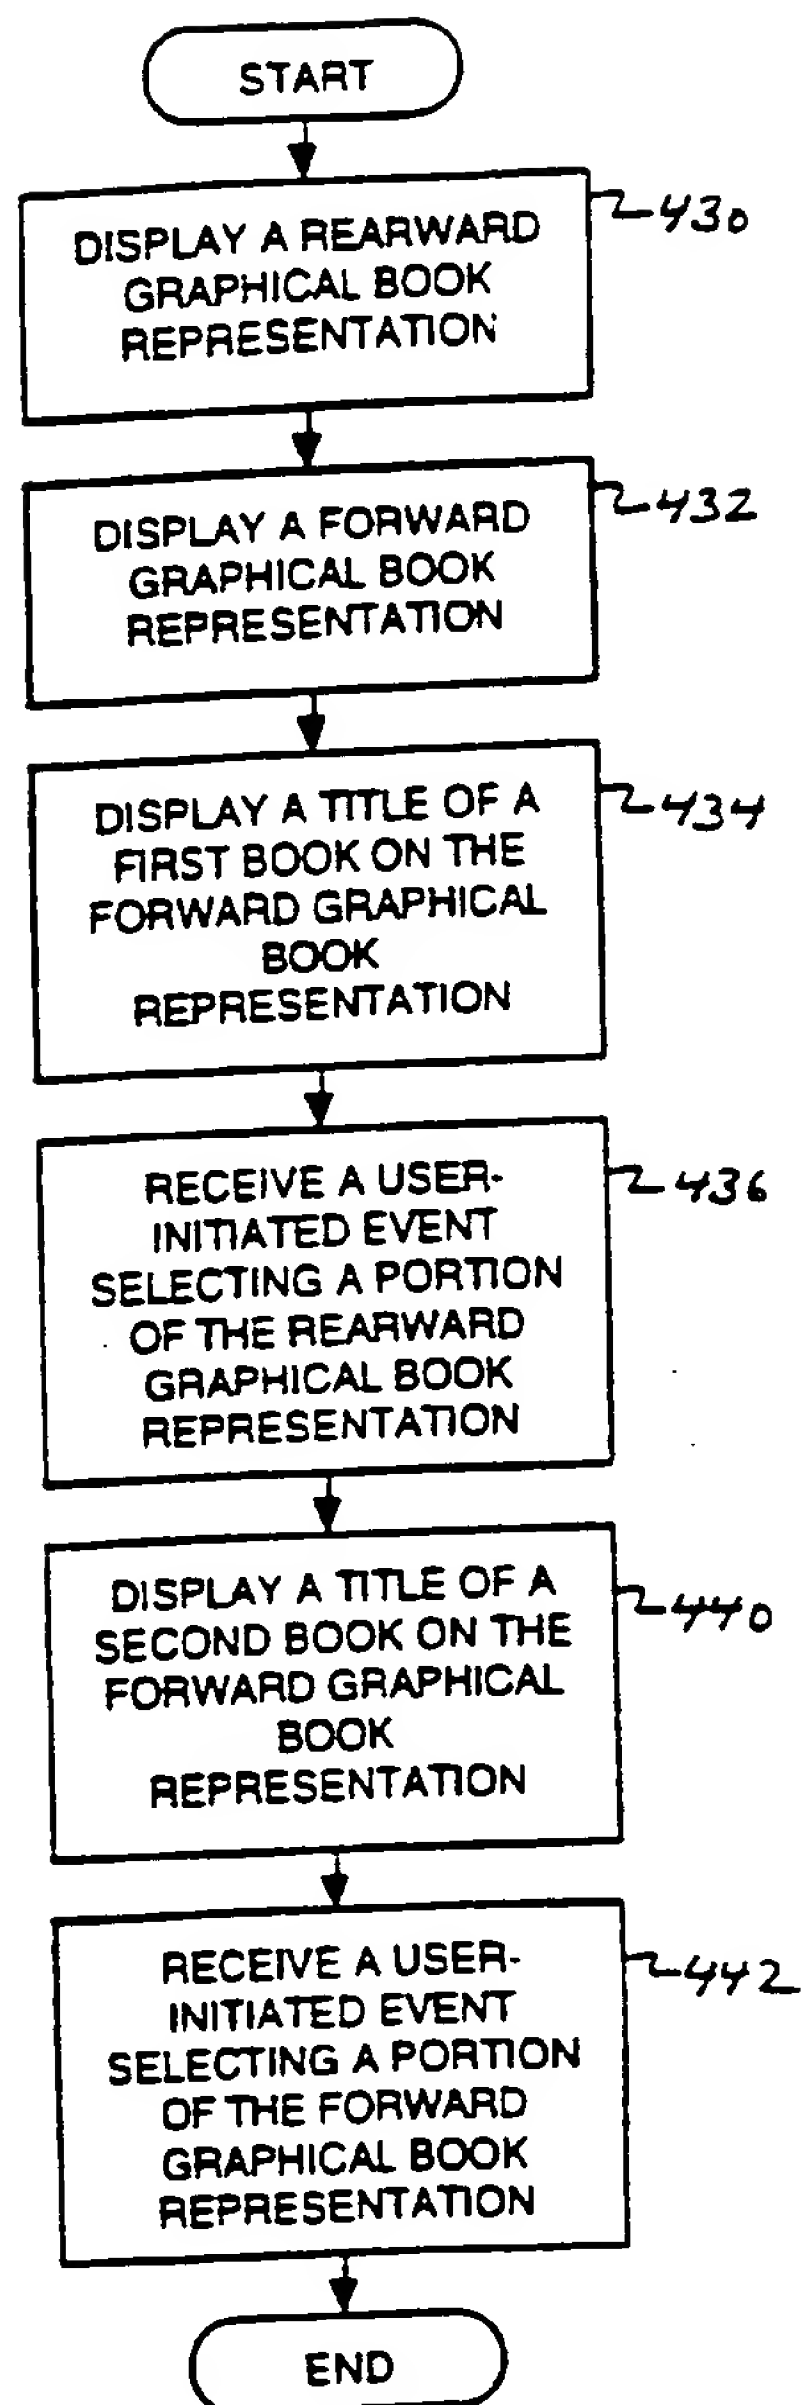 START
430
DISPLAY A REARWARD
GRAPHICAL BOOK
REPRESENTATION
432
DISPLAY A FORWARD
GRAPHICAL BOOK
REPRESENTATION
434
DISPLAY A TITLE OF A
FIRST BOOK ON THE
FORWARD GRAPHICAL
BOOK
REPRESENTATION
436
RECEIVE A USER-
INITIATED EVENT
SELECTING A PORTION
OF THE REARWARD
GRAPHICAL BOOK
REPRESENTATION
440
DISPLAY A TITLE OF A
SECOND BOOK ON THE
FORWARD GRAPHICAL
BOOK
REPRESENTATION
442
RECEIVE A USER-
INITIATED EVENT
SELECTING A PORTION
OF THE FORWARD
GRAPHICAL BOOK
REPRESENTATION
END